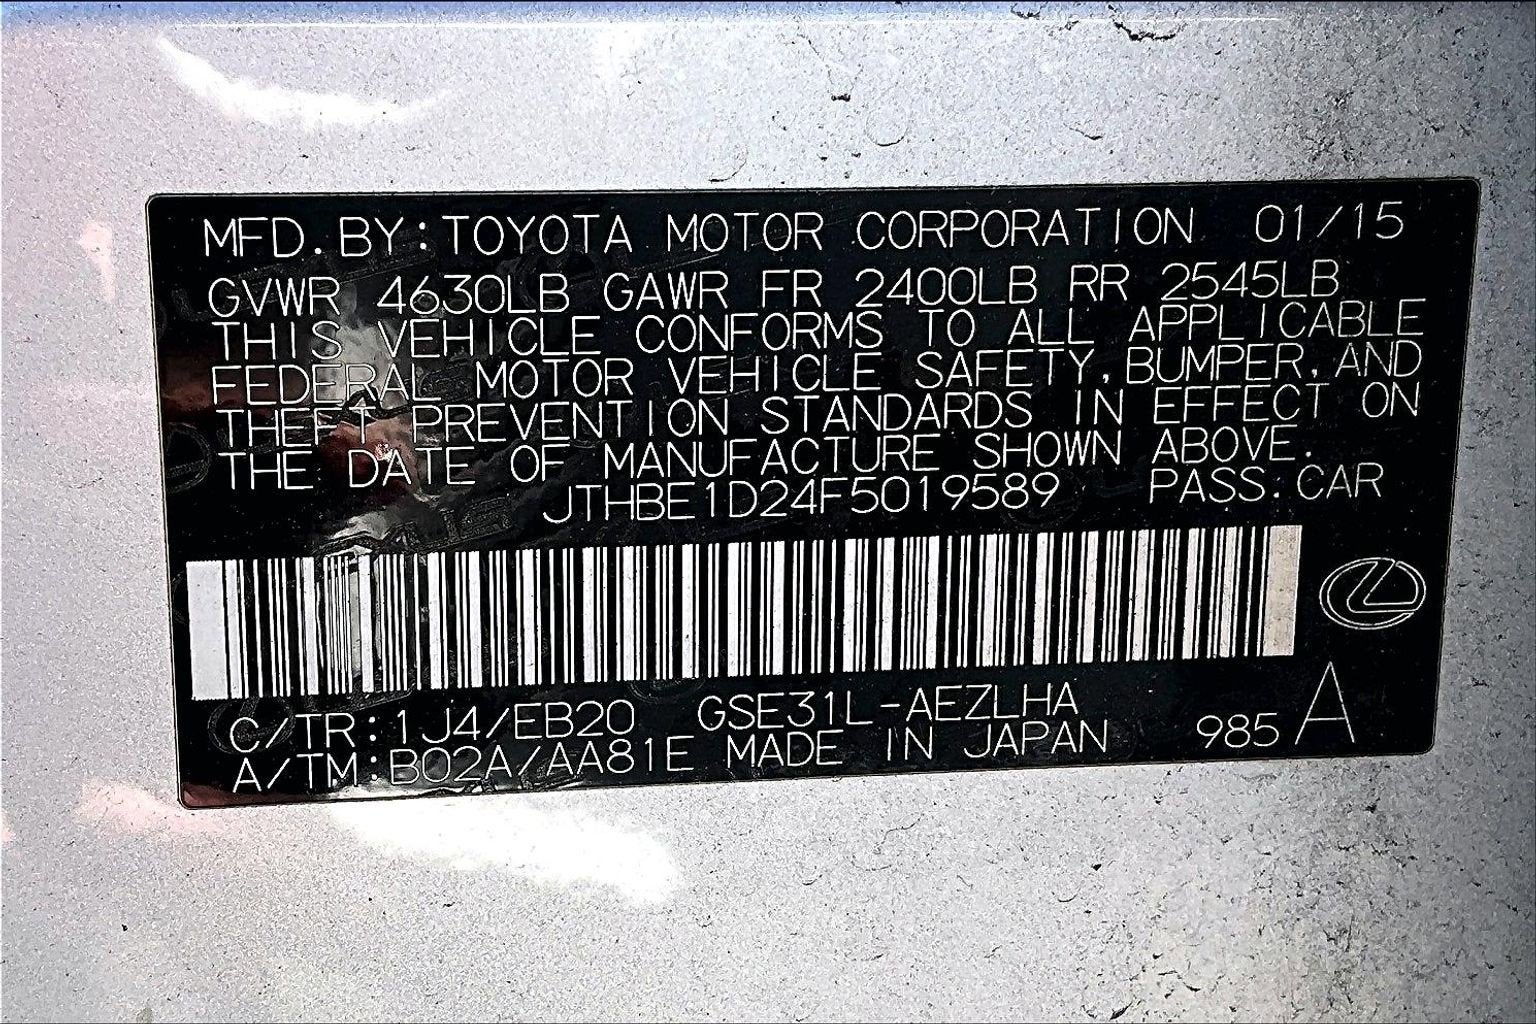 MFD. BY: TOYOTA MOTOR CORPORATION 01/15
GVWR 4630LB GAWR FR 2400LB RR 2545LB
THIS VEHICLE CONFORMS TO ALL APPLICABLE
FEDERAL MOTOR VEHICLE SAFETY, BUMPER, AND
THEFT PREVENTION STANDARDS IN EFFECT ON
THE DATE OF MANUFACTURE SHOWN ABOVE.
JTHBE1D24F5019589 PASS. CAR
C/TR: 1J4/EB20 GSE31L-AEZLHA
A/TM: B02A/AA81E MADE IN JAPAN 985 A